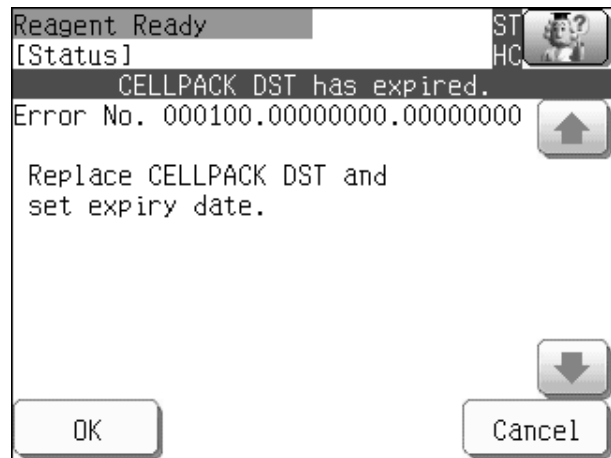 Reagent Ready
ST
[Status]
HC
CELLPACK DST has expired.
Error No. 000100.00000000.00000000
Replace CELLPACK DST and
set expiry date.
OK
Cancel